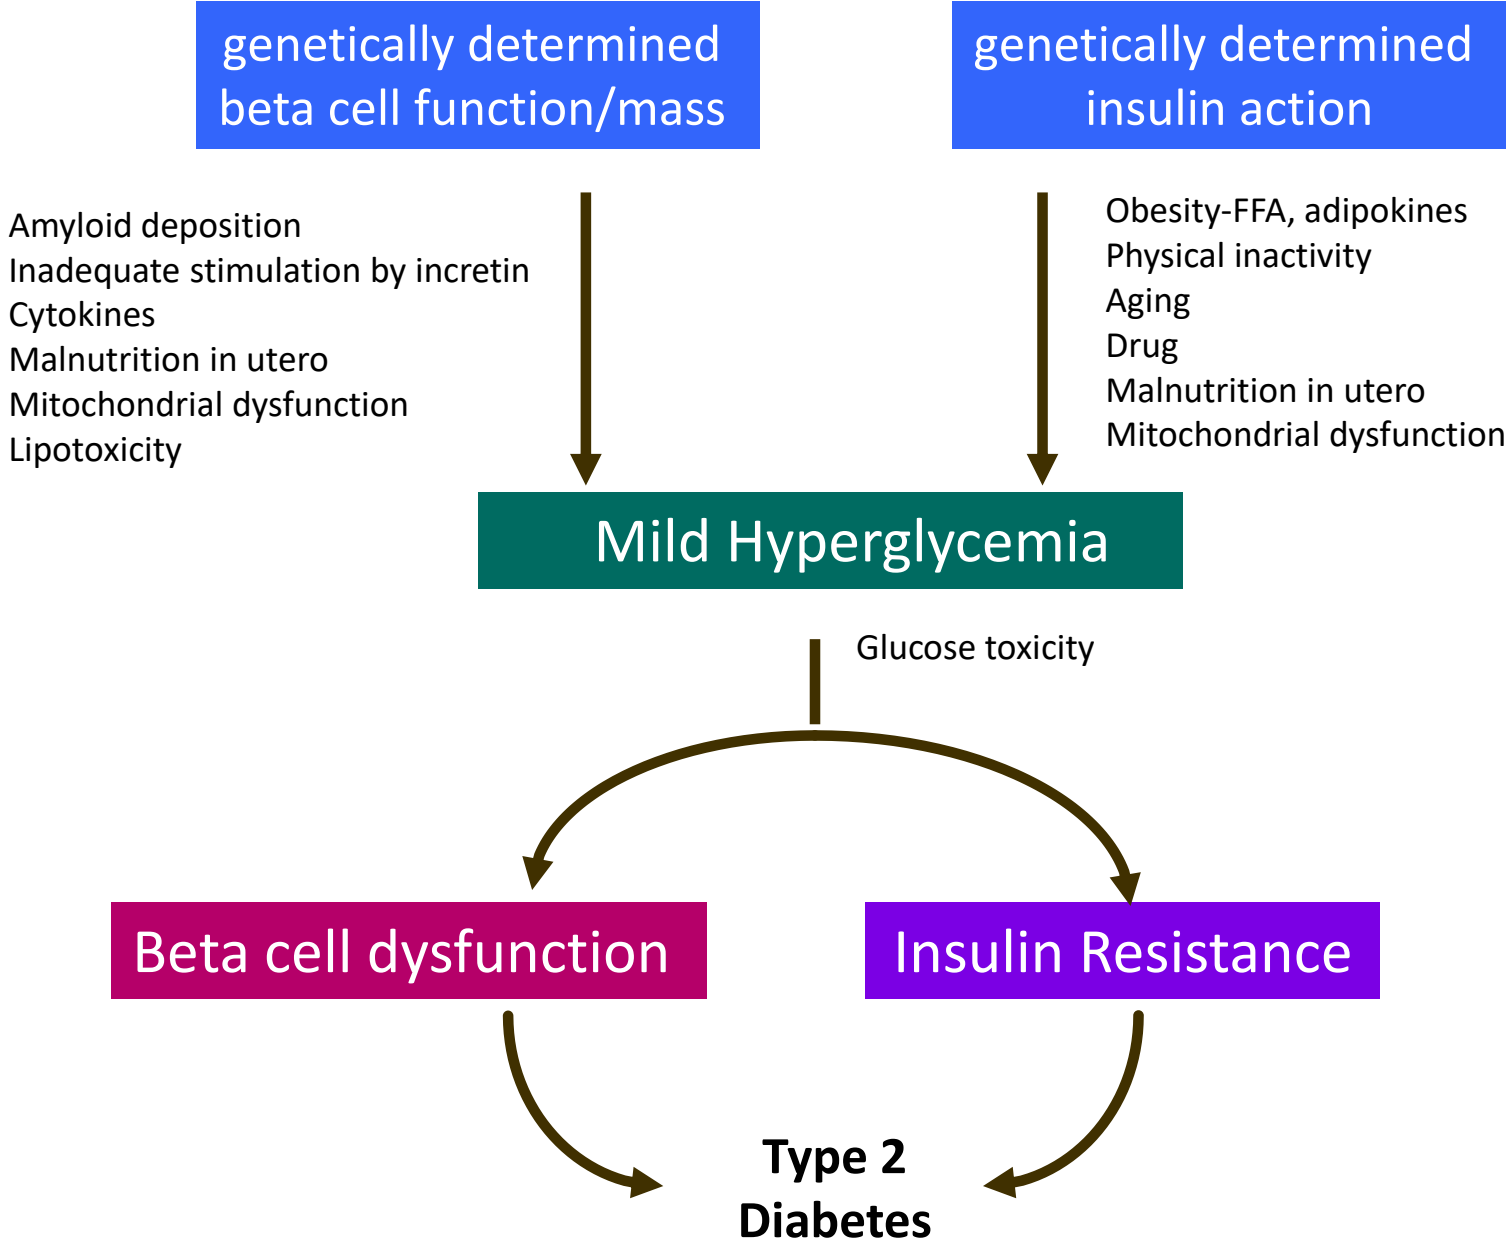 genetically determined
beta cell function/mass
genetically determined
insulin action
Amyloid deposition
Inadequate stimulation by incretin
Cytokines
Malnutrition in utero
Mitochondrial dysfunction
Lipotoxicity
Obesity-FFA, adipokines
Physical inactivity
Aging
Drug
Malnutrition in utero
Mitochondrial dysfunction
Mild Hyperglycemia
Glucose toxicity
Beta cell dysfunction
Insulin Resistance
Type 2
Diabetes